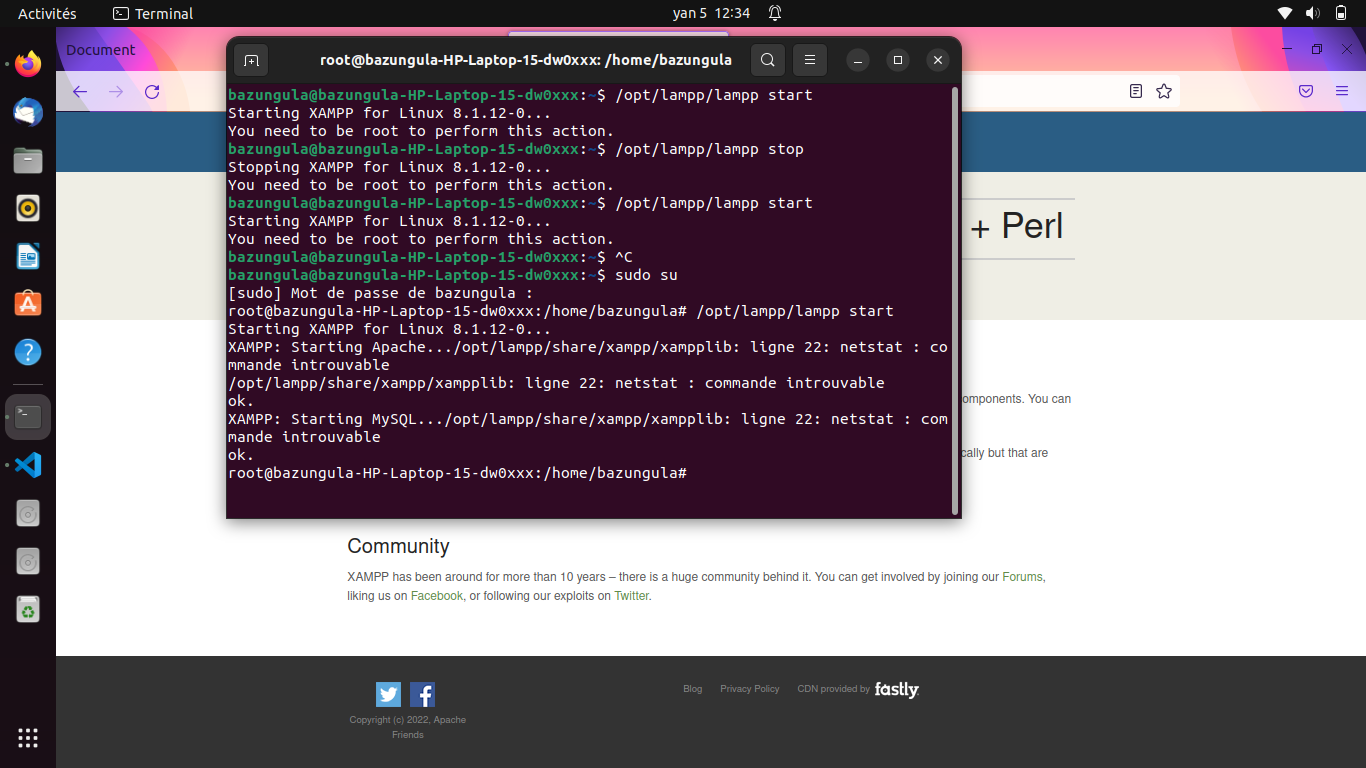 Activités
Terminal
yan 5 12:34
Document
root@bazungula-HP-Laptop-15-dw0xxx: /home/bazungula
bazungula@bazungula-HP-Laptop-15-dw0xxx:~$ /opt/lampp/lampp start
Starting XAMPP for Linux 8.1.12-0...
You need to be root to perform this action.
bazungula@bazungula-HP-Laptop-15-dw0xxx:~$ /opt/lampp/lampp stop
Stopping XAMPP for Linux 8.1.12-0...
You need to be root to perform this action.
bazungula@bazungula-HP-Laptop-15-dw0xxx:~$ /opt/lampp/lampp start
Starting XAMPP for Linux 8.1.12-0...
You need to be root to perform this action.
bazungula@bazungula-HP-Laptop-15-dw0xxx:~$ ^C
bazungula@bazungula-HP-Laptop-15-dw0xxx:~$ sudo su
[sudo] Mot de passe de bazungula :
root@bazungula-HP-Laptop-15-dw0xxx:/home/bazungula# /opt/lampp/lampp start
Starting XAMPP for Linux 8.1.12-0...
XAMPP: Starting Apache.../opt/lampp/share/xampp/xampplib: ligne 22: netstat : co
mmande introuvable
/opt/lampp/share/xampp/xampplib: ligne 22: netstat : commande introuvable
ok.
XAMPP: Starting MySQL.../opt/lampp/share/xampp/xampplib: ligne 22: netstat : com
mande introuvable
ok.
root@bazungula-HP-Laptop-15-dw0xxx:/home/bazungula#
+ Perl
omponents. You can
cally but that are
Community
XAMPP has been around for more than 10 years – there is a huge community behind it. You can get involved by joining our Forums,
liking us on Facebook, or following our exploits on Twitter.
Blog
Privacy Policy
CDN provided by fastly
Copyright (c) 2022, Apache
Friends